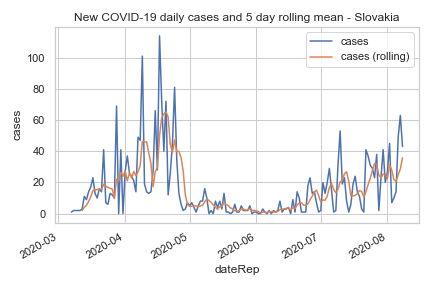 New COVID-19 daily cases and 5 day rolling mean - Slovakia
cases
cases (rolling)
100
80
60
40
20
0
cases
2020-03
2020-04
2020-05
2020-06
2020-07
2020-08
dateRep